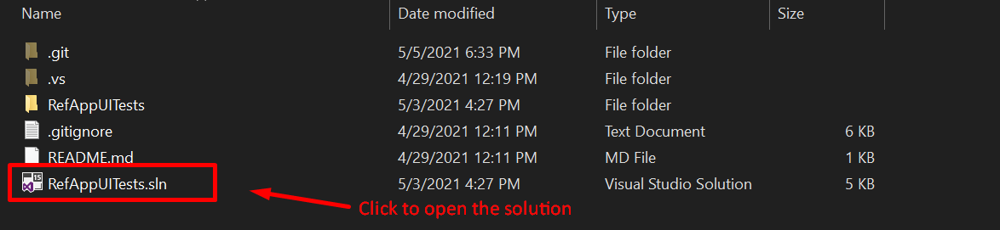 Name Date modified Type Size
.git 5/5/2021 6:33 PM File folder
.vs 4/29/2021 12:19 PM File folder
RefAppUITests 5/3/2021 4:27 PM File folder
.gitignore 4/29/2021 12:11 PM Text Document 6 KB
README.md 4/29/2021 12:11 PM MD File 1 KB
15 RefAppUITests.sln 5/3/2021 4:27 PM Visual Studio Solution 5 KB
Click to open the solution